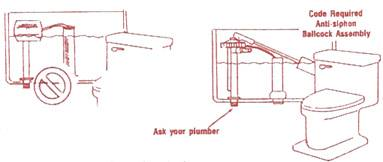 Code Required
Anti-siphon
Ballcock Assembly
Ask your plumber